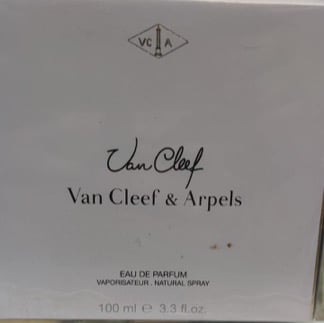 VC A
Van Cleef
Van Cleef & Arpels
EAU DE PARFUM
VAPORISATEUR . NATURAL SPRAY
100 ml ℮ 3.3 fl.oz.